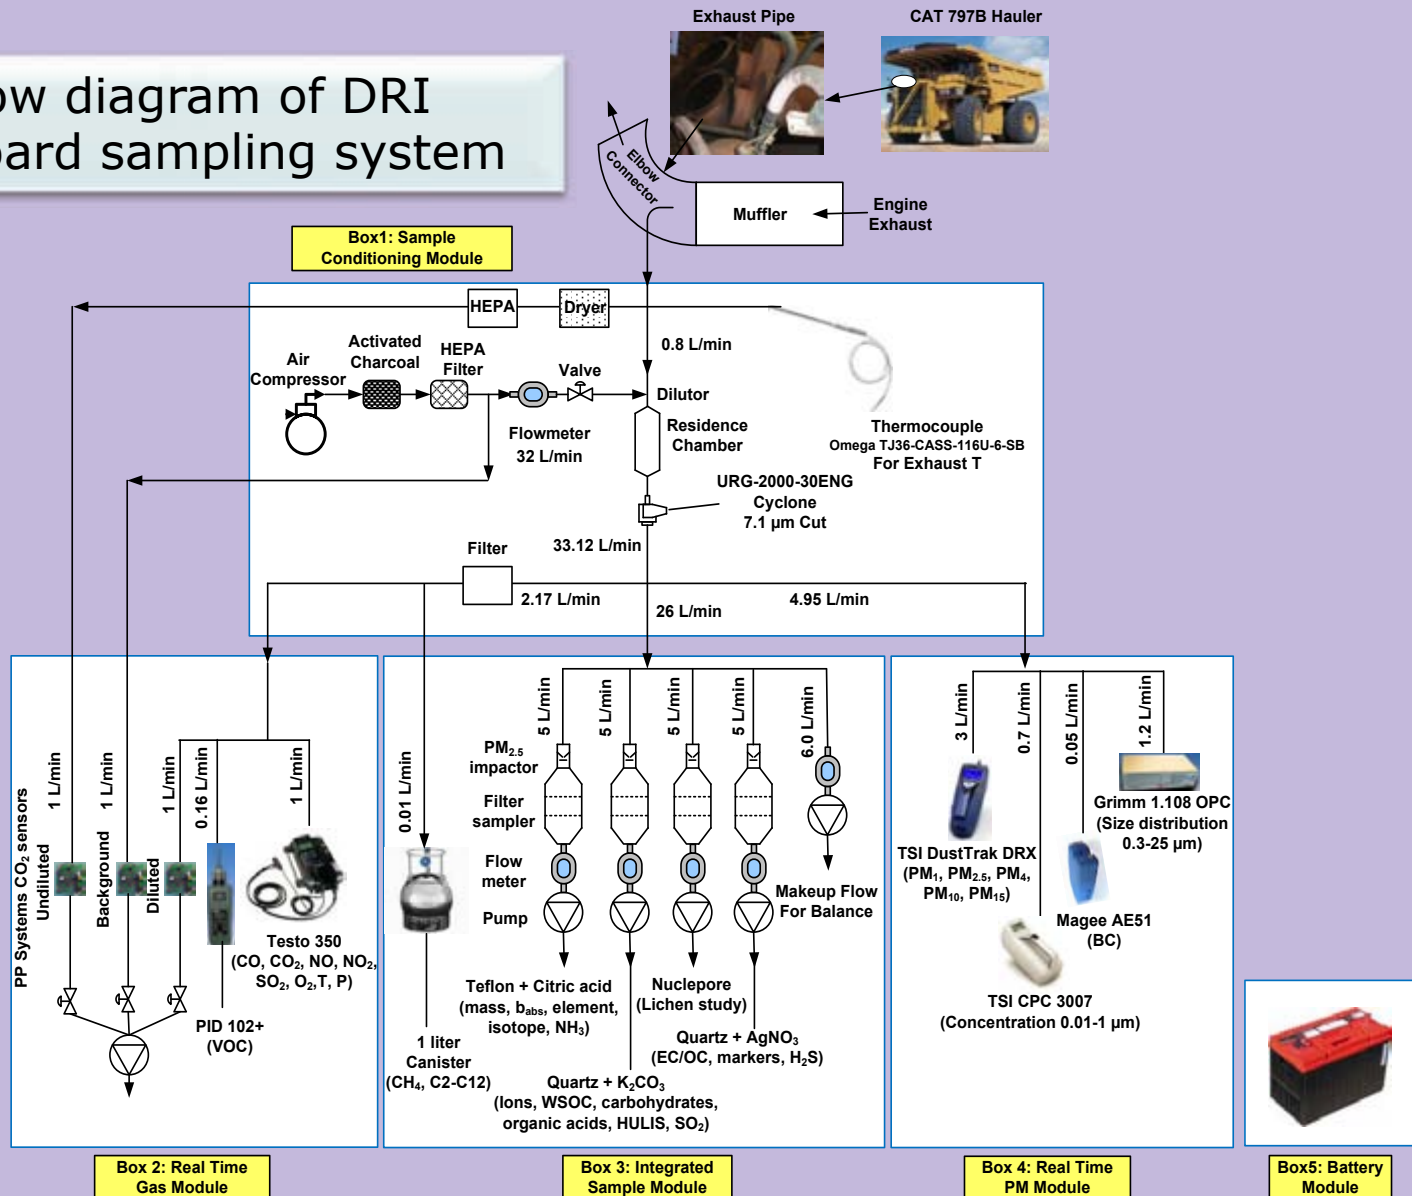 Exhaust Pipe
CAT 797B Hauler
ow diagram of DRI
oard sampling system
Elbow
Connector
Muffler
Engine
Exhaust
Box1: Sample
Conditioning Module
HEPA
Dryer
0.8 L/min
Air
Compressor
Activated
Charcoal
HEPA
Filter
Valve
Dilutor
Flowmeter
32 L/min
Residence
Chamber
Thermocouple
Omega TJ36-CASS-116U-6-SB
For Exhaust T
URG-2000-30ENG
Cyclone
7.1 µm Cut
33.12 L/min
Filter
2.17 L/min
26 L/min
4.95 L/min
PP Systems CO₂ sensors
Undiluted
1 L/min
Background
1 L/min
Diluted
1 L/min
0.16 L/min
1 L/min
Testo 350
(CO, CO₂, NO, NO₂,
SO₂, O₂,T, P)
PID 102+
(VOC)
0.01 L/min
1 liter
Canister
(CH₄, C2-C12)
5 L/min
5 L/min
5 L/min
5 L/min
6.0 L/min
PM₂.₅
impactor
Filter
sampler
Flow
meter
Pump
Makeup Flow
For Balance
Teflon + Citric acid
(mass, bₐbₛ, element,
isotope, NH₃)
Nuclepore
(Lichen study)
Quartz + AgNO₃
(EC/OC, markers, H₂S)
Quartz + K₂CO₃
(Ions, WSOC, carbohydrates,
organic acids, HULIS, SO₂)
3 L/min
0.7 L/min
0.05 L/min
1.2 L/min
Grimm 1.108 OPC
(Size distribution
0.3-25 µm)
TSI DustTrak DRX
(PM₁, PM₂.₅, PM₄,
PM₁₀, PM₁₅)
Magee AE51
(BC)
TSI CPC 3007
(Concentration 0.01-1 µm)
Box 2: Real Time
Gas Module
Box 3: Integrated
Sample Module
Box 4: Real Time
PM Module
Box5: Battery
Module